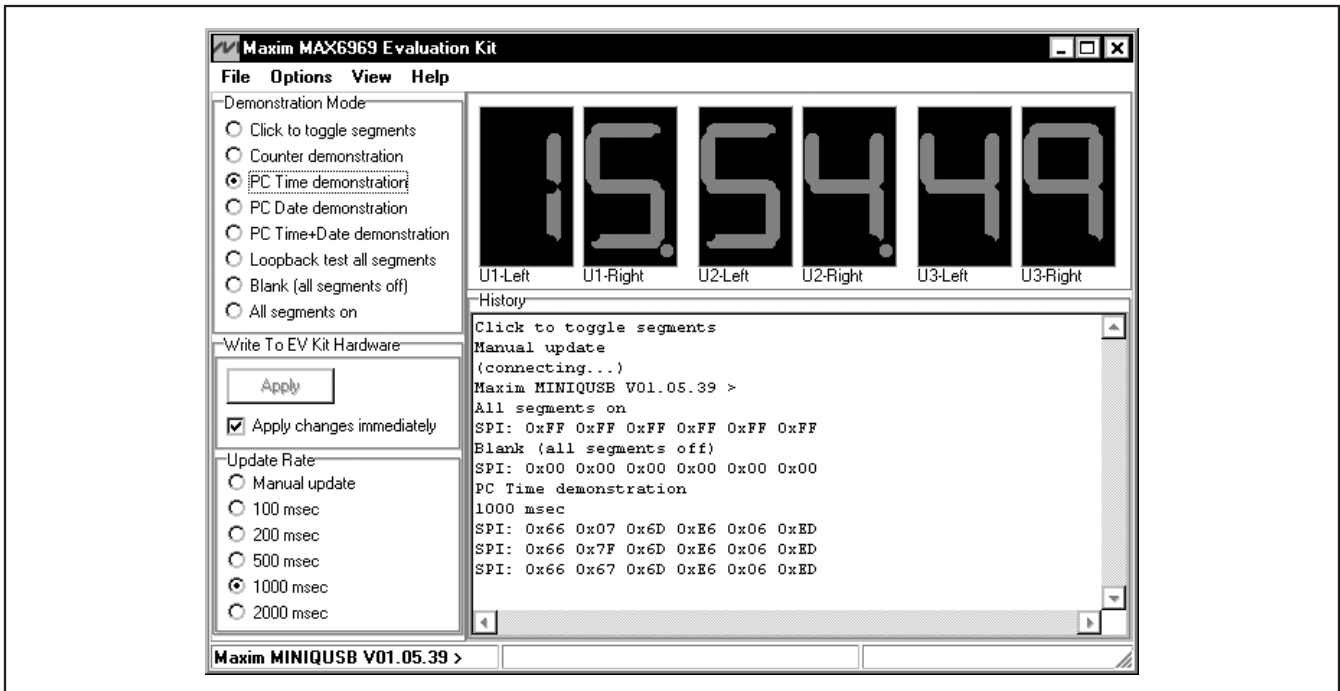 Maxim MAX6969 Evaluation Kit
File Options View Help
Demonstration Mode
Click to toggle segments
Counter demonstration
PC Time demonstration
PC Date demonstration
PC Time+Date demonstration
Loopback test all segments
Blank (all segments off)
All segments on
Write To EV Kit Hardware
Apply
Apply changes immediately
Update Rate
Manual update
100 msec
200 msec
500 msec
1000 msec
2000 msec
15.54.49
U1-Left U1-Right U2-Left U2-Right U3-Left U3-Right
History
Click to toggle segments
Manual update
(connecting...)
Maxim MINIQUSB V01.05.39 >
All segments on
SPI: 0xFF 0xFF 0xFF 0xFF 0xFF 0xFF
Blank (all segments off)
SPI: 0x00 0x00 0x00 0x00 0x00 0x00
PC Time demonstration
1000 msec
SPI: 0x66 0x07 0x6D 0xE6 0x06 0xED
SPI: 0x66 0x7F 0x6D 0xE6 0x06 0xED
SPI: 0x66 0x67 0x6D 0xE6 0x06 0xED
Maxim MINIQUSB V01.05.39 >